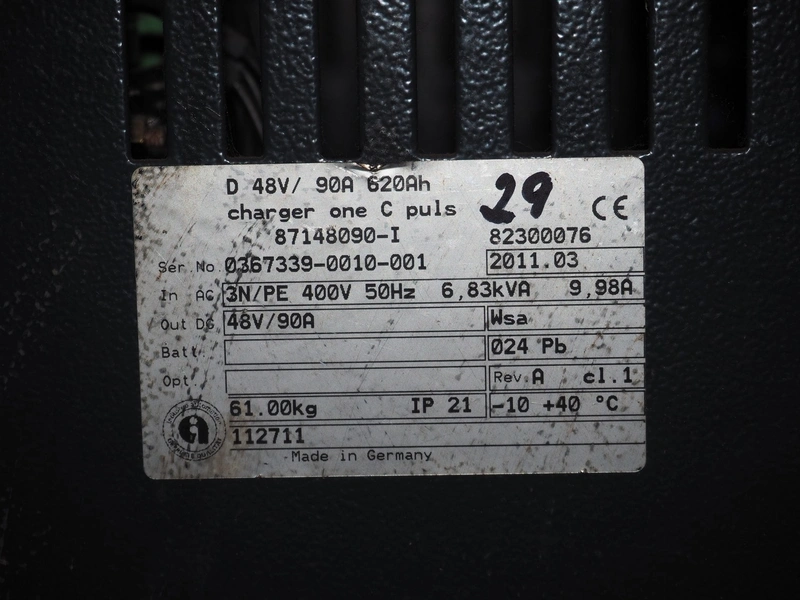 D 48V/ 90A 620Ah
29
charger one C puls
CE
87148090-I 82300076
Ser.No. 0367339-0010-001 2011.03
In AC 3N/PE 400V 50Hz 6,83kVA 9,98A
Out DC 48V/90A Wsa
Batt. 024 Pb
Opt. Rev. A cl.1
61.00kg IP 21 -10 +40 °C
112711
Made in Germany